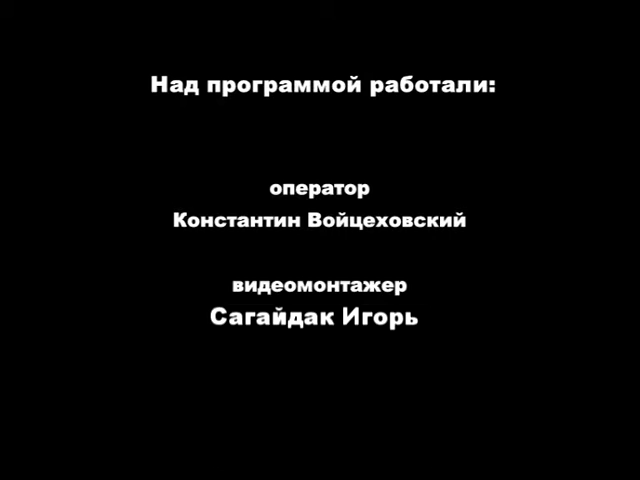 Над программой работали:
оператор
Константин Войцеховский
видеомонтажер
Сагайдак Игорь